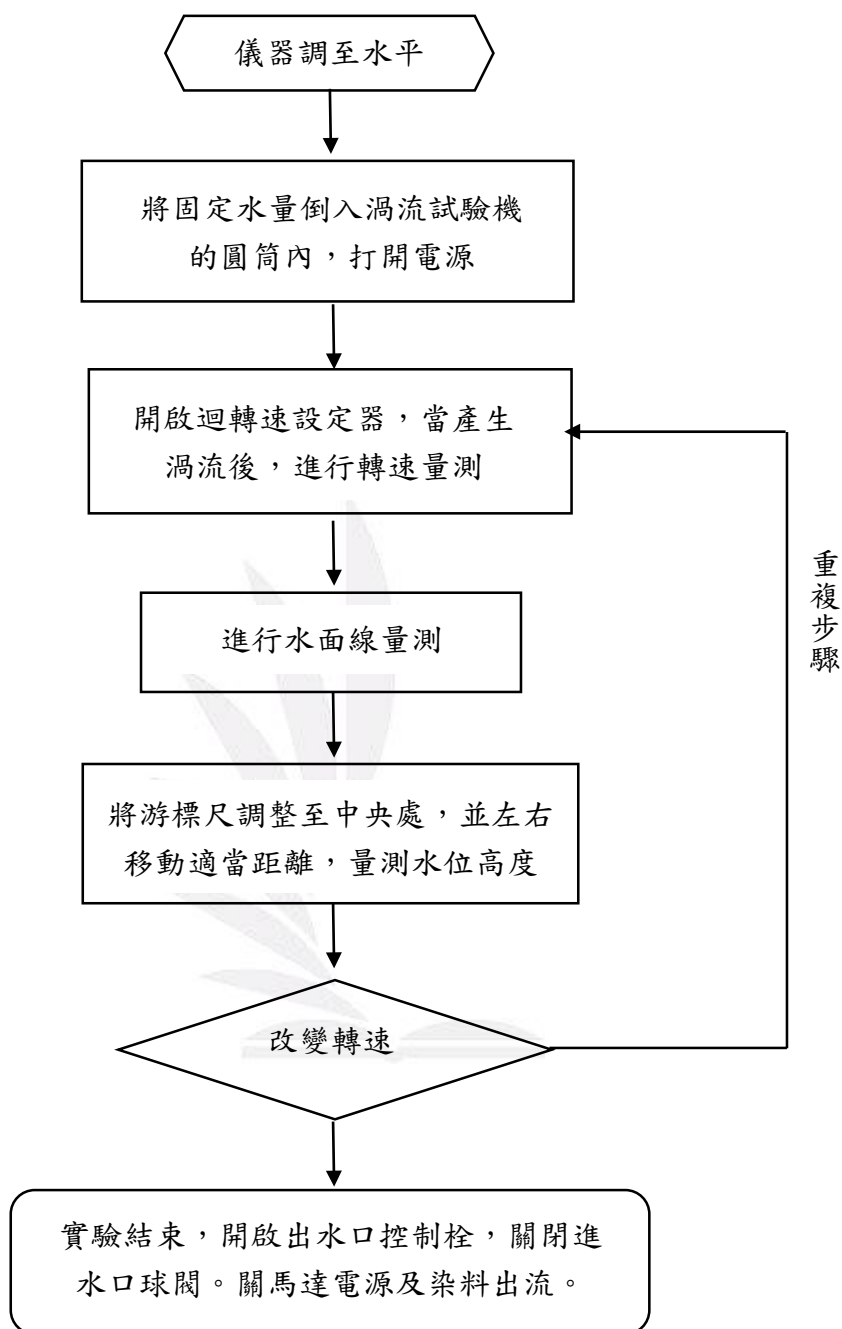 儀器調至水平
將固定水量倒入渦流試驗機
的圓筒內，打開電源
開啟迴轉速設定器，當產生
渦流後，進行轉速量測
進行水面線量測
將游標尺調整至中央處，並左右
移動適當距離，量測水位高度
改變轉速
重複步驟
實驗結束，開啟出水口控制栓，關閉進
水口球閥。關馬達電源及染料出流。